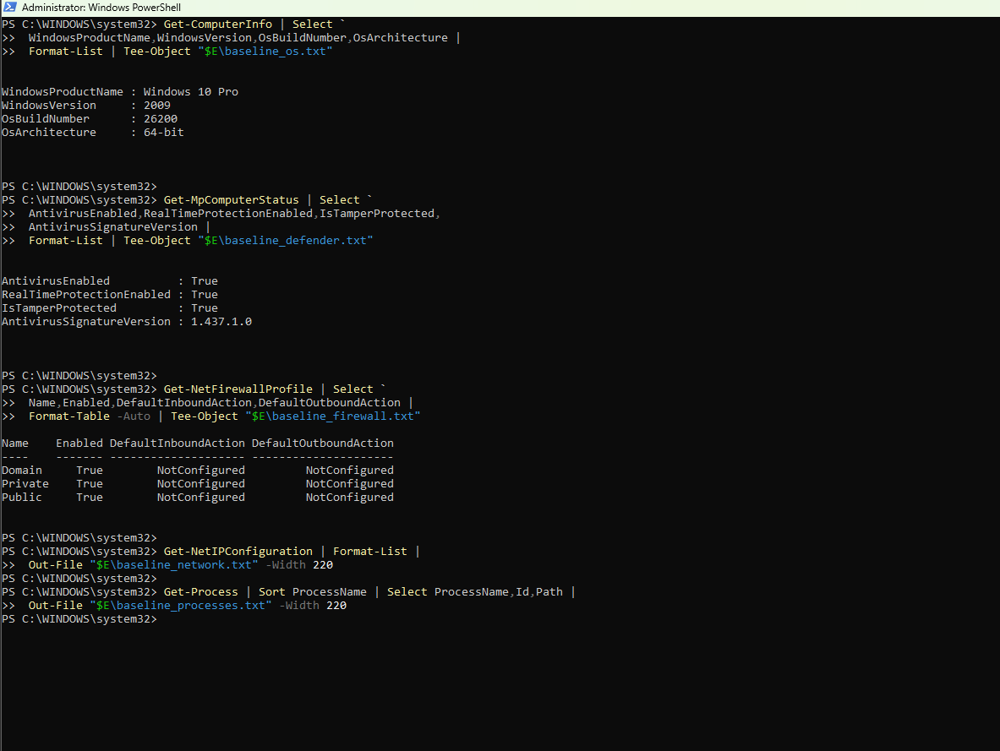 Administrator: Windows PowerShell
PS C:\WINDOWS\system32> Get-ComputerInfo | Select `
>>  WindowsProductName,WindowsVersion,OsBuildNumber,OsArchitecture |
>>  Format-List | Tee-Object "$E\baseline_os.txt"
WindowsProductName : Windows 10 Pro
WindowsVersion     : 2009
OsBuildNumber      : 26200
OsArchitecture     : 64-bit
PS C:\WINDOWS\system32>
PS C:\WINDOWS\system32> Get-MpComputerStatus | Select `
>>  AntivirusEnabled,RealTimeProtectionEnabled,IsTamperProtected,
>>  AntivirusSignatureVersion |
>>  Format-List | Tee-Object "$E\baseline_defender.txt"
AntivirusEnabled          : True
RealTimeProtectionEnabled : True
IsTamperProtected         : True
AntivirusSignatureVersion : 1.437.1.0
PS C:\WINDOWS\system32>
PS C:\WINDOWS\system32> Get-NetFirewallProfile | Select `
>>  Name,Enabled,DefaultInboundAction,DefaultOutboundAction |
>>  Format-Table -Auto | Tee-Object "$E\baseline_firewall.txt"
Name    Enabled DefaultInboundAction DefaultOutboundAction
----    ------- -------------------- ---------------------
Domain     True        NotConfigured         NotConfigured
Private    True        NotConfigured         NotConfigured
Public     True        NotConfigured         NotConfigured
PS C:\WINDOWS\system32>
PS C:\WINDOWS\system32> Get-NetIPConfiguration | Format-List |
>>  Out-File "$E\baseline_network.txt" -Width 220
PS C:\WINDOWS\system32>
PS C:\WINDOWS\system32> Get-Process | Sort ProcessName | Select ProcessName,Id,Path |
>>  Out-File "$E\baseline_processes.txt" -Width 220
PS C:\WINDOWS\system32>